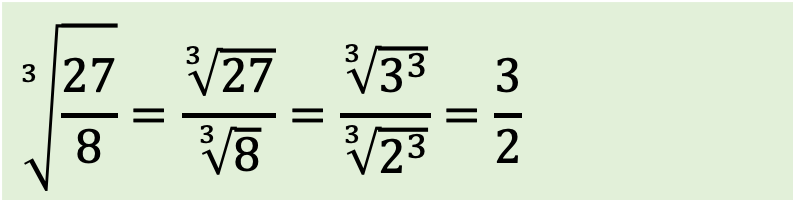 ∛(27/8) = ∛27/∛8 = ∛3³/∛2³ = 3/2